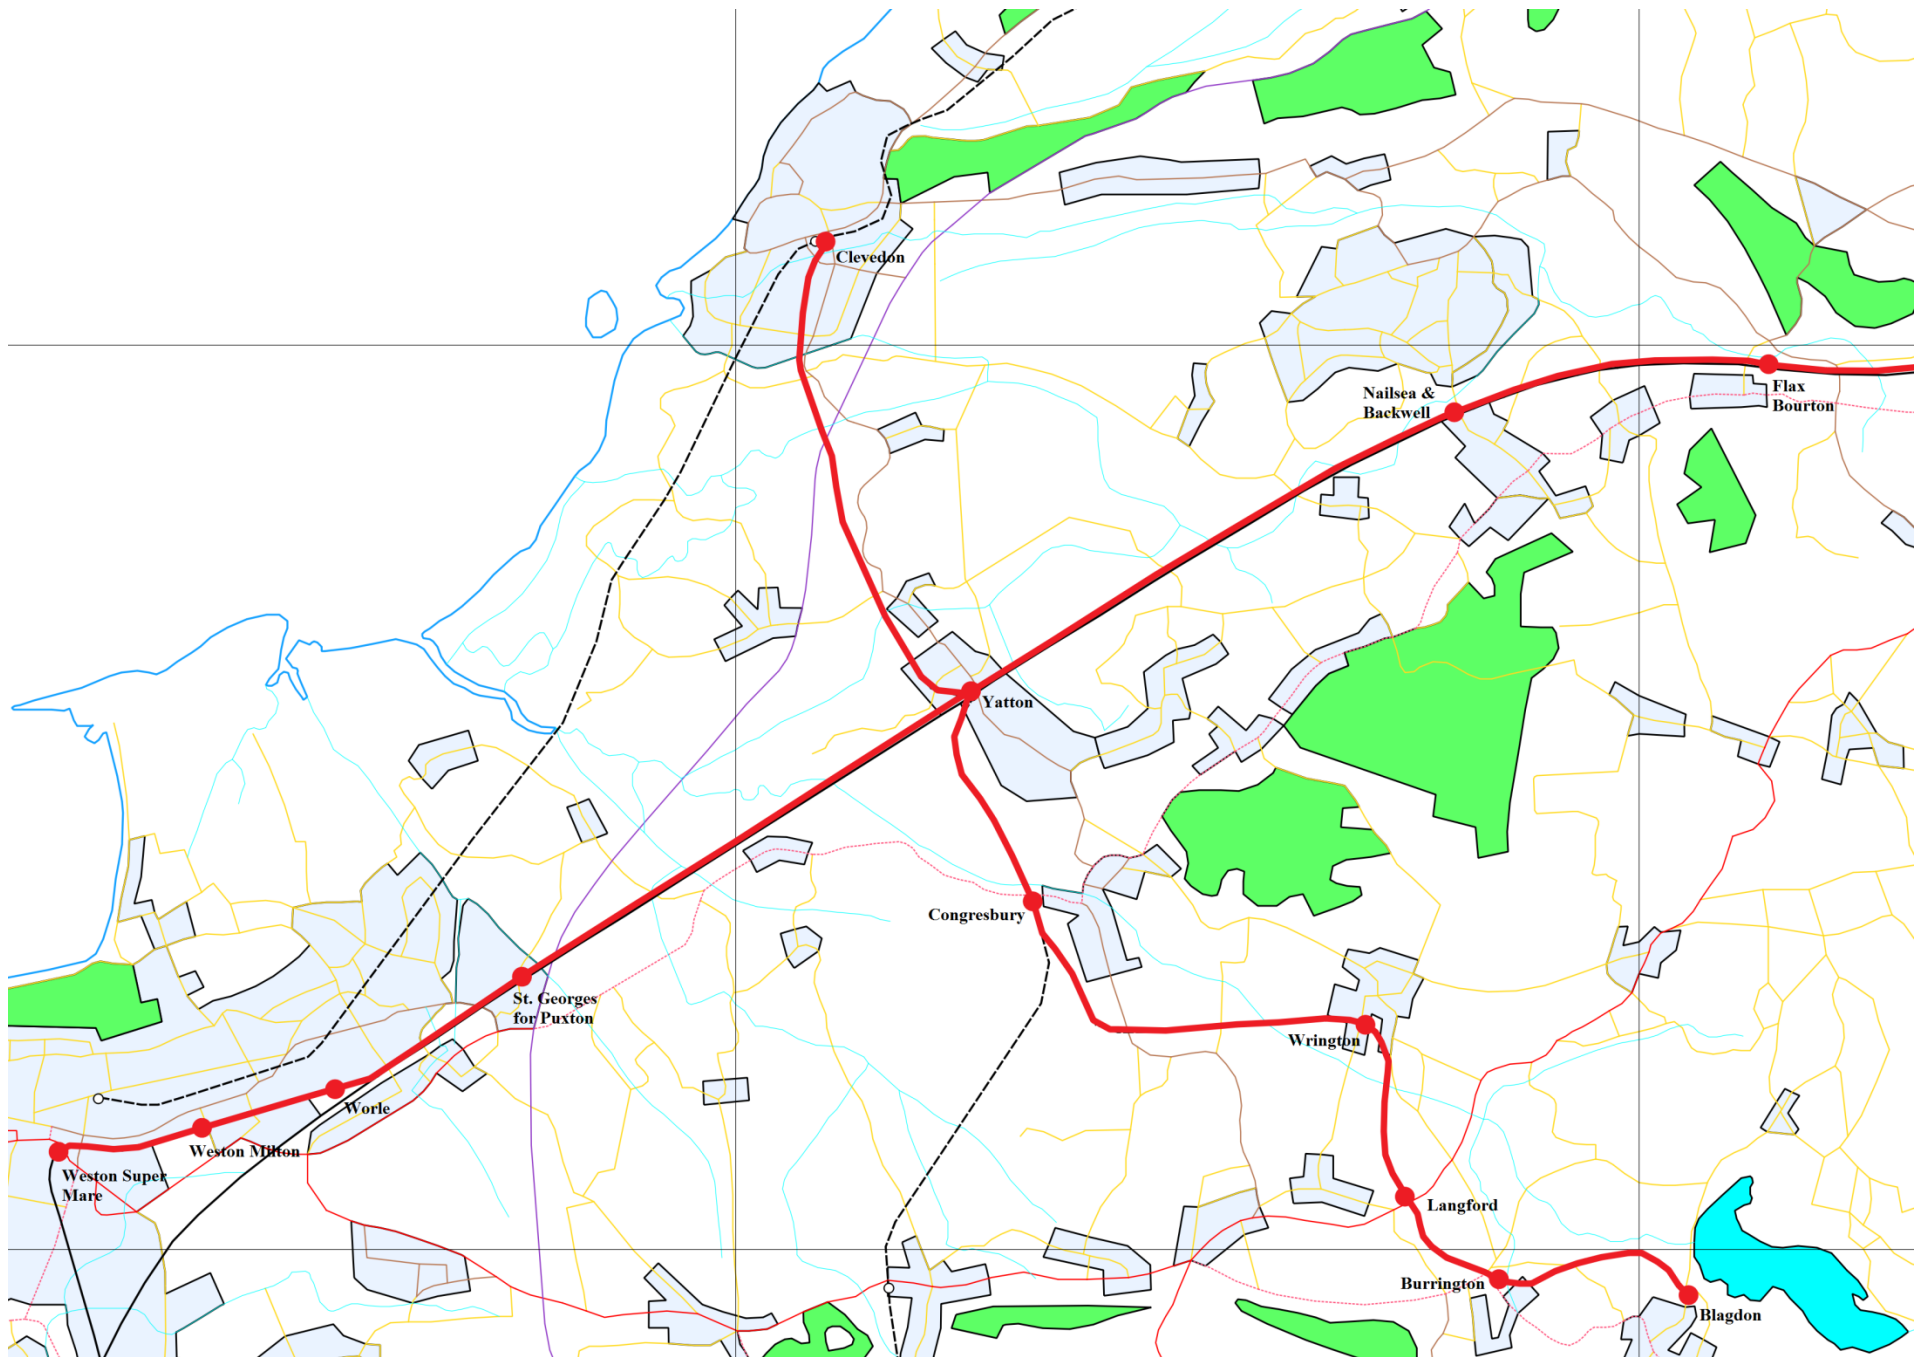 Clevedon
Nailsea &
Backwell
Flax
Bourton
Yatton
Congresbury
St. Georges
for Puxton
Wrington
Worle
Weston Milton
Weston Super
Mare
Langford
Burrington
Blagdon